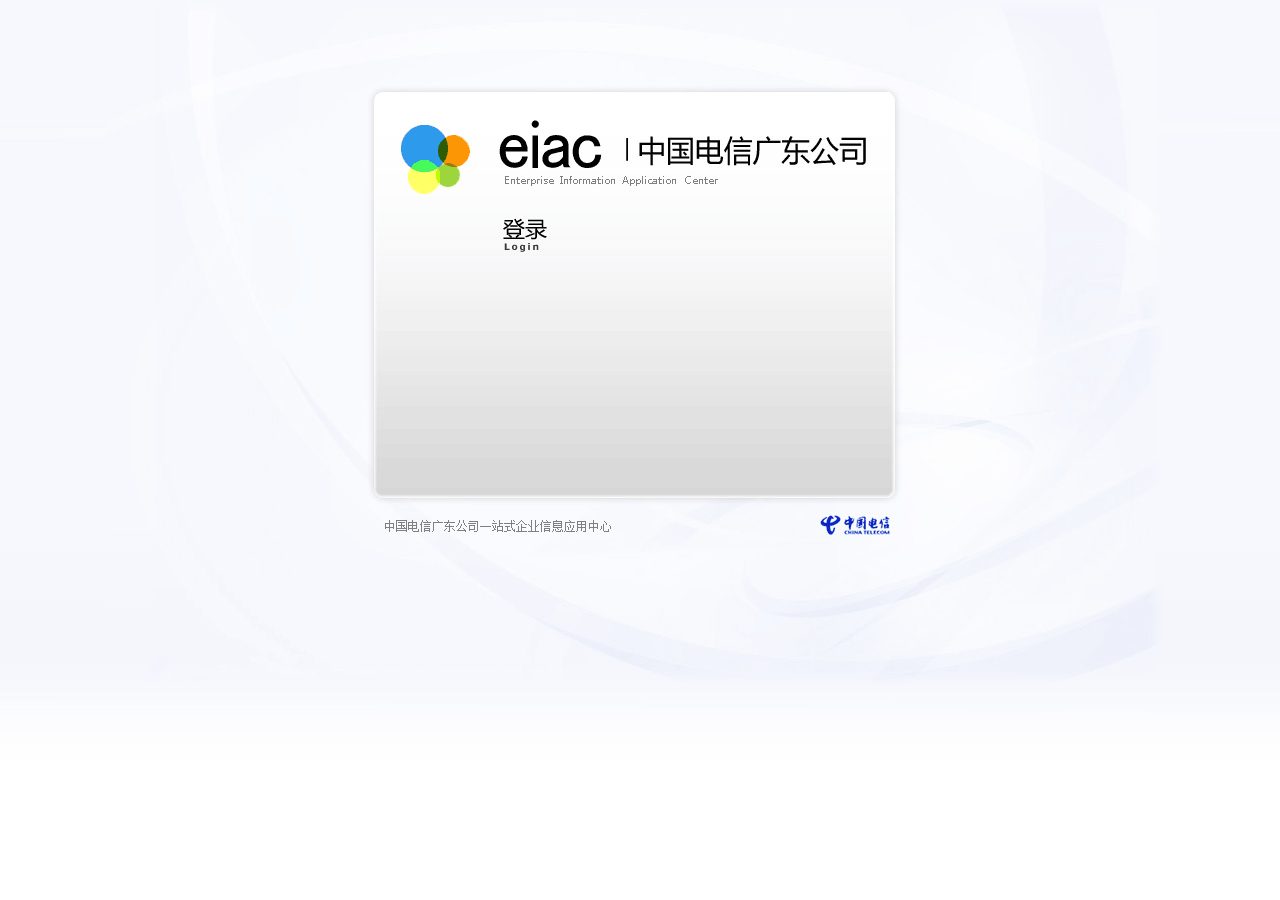 eiac 中国电信广东公司
Enterprise Information Application Center
登录
Login
中国电信广东公司一站式企业信息应用中心
中国电信
CHINA TELECOM